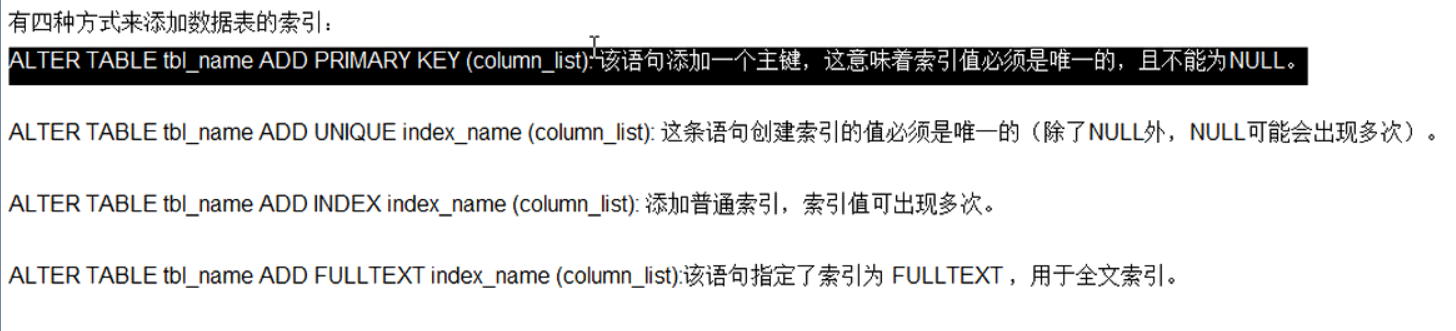 有四种方式来添加数据表的索引：
ALTER TABLE tbl_name ADD PRIMARY KEY (column_list): 该语句添加一个主键，这意味着索引值必须是唯一的，且不能为NULL。
ALTER TABLE tbl_name ADD UNIQUE index_name (column_list): 这条语句创建索引的值必须是唯一的（除了NULL外，NULL可能会出现多次）。
ALTER TABLE tbl_name ADD INDEX index_name (column_list): 添加普通索引，索引值可出现多次。
ALTER TABLE tbl_name ADD FULLTEXT index_name (column_list):该语句指定了索引为 FULLTEXT ，用于全文索引。